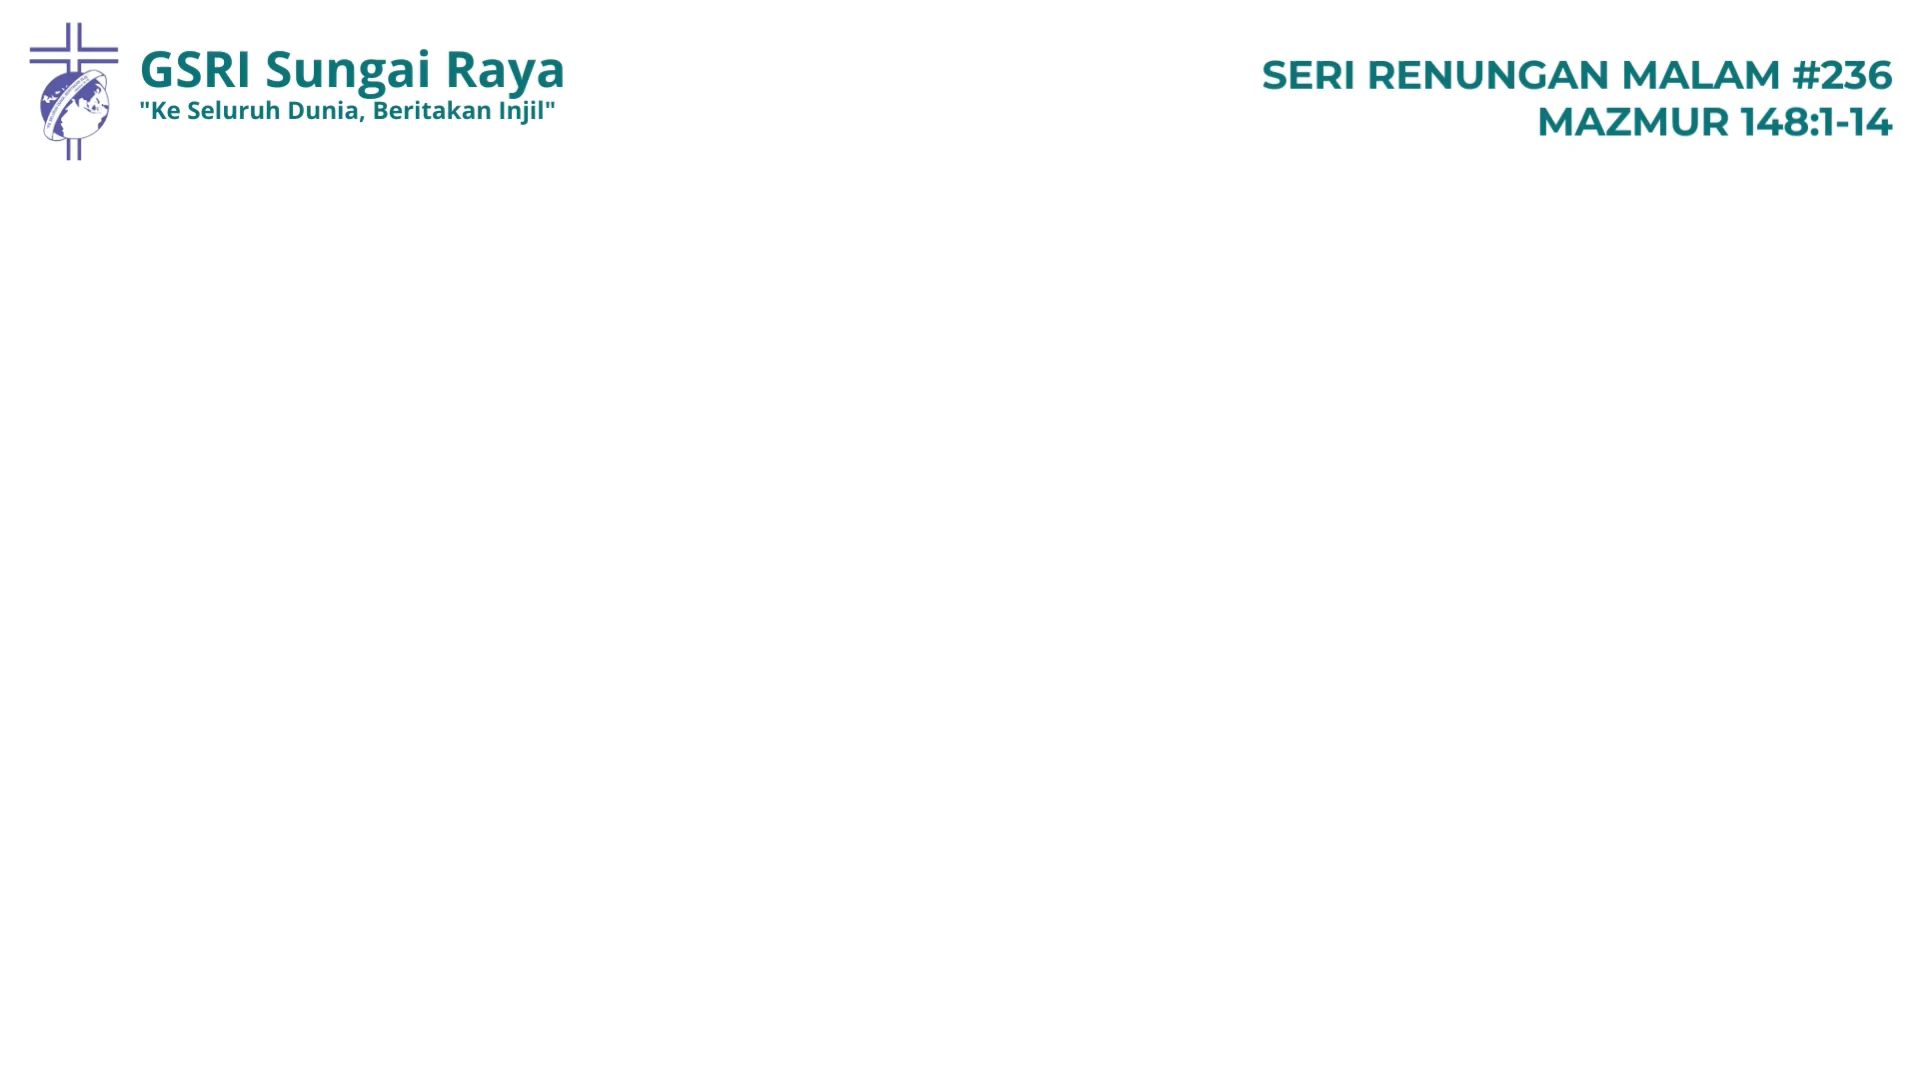 GSRI Sungai Raya
"Ke Seluruh Dunia, Beritakan Injil"
SERI RENUNGAN MALAM #236
MAZMUR 148:1-14